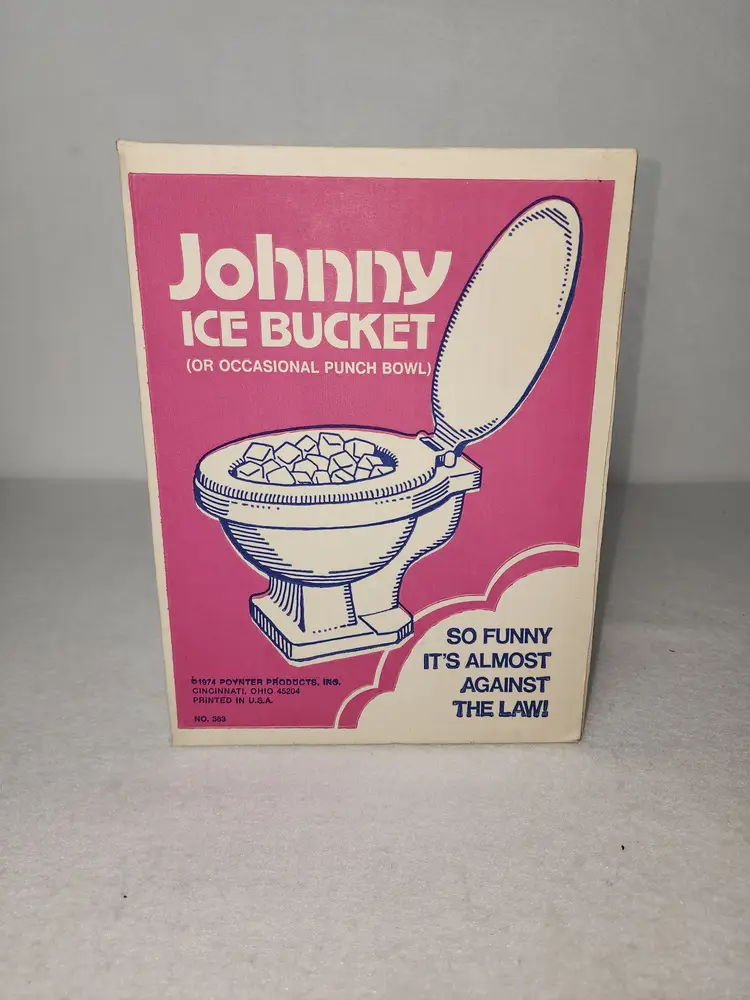 Johnny
ICE BUCKET
(OR OCCASIONAL PUNCH BOWL)
SO FUNNY
IT'S ALMOST
AGAINST
THE LAW!
©1974 POYNTER PRODUCTS, INC.
CINCINNATI, OHIO 45204
PRINTED IN U.S.A.
NO. 363